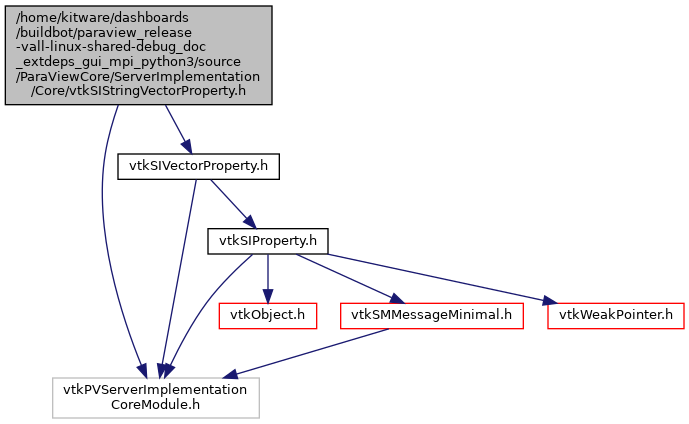 /home/kitware/dashboards
/buildbot/paraview_release
-vall-linux-shared-debug_doc
_extdeps_gui_mpi_python3/source
/ParaViewCore/ServerImplementation
/Core/vtkSIStringVectorProperty.h
vtkSIVectorProperty.h
vtkSIProperty.h
vtkObject.h
vtkSMMessageMinimal.h
vtkWeakPointer.h
vtkPVServerImplementation
CoreModule.h